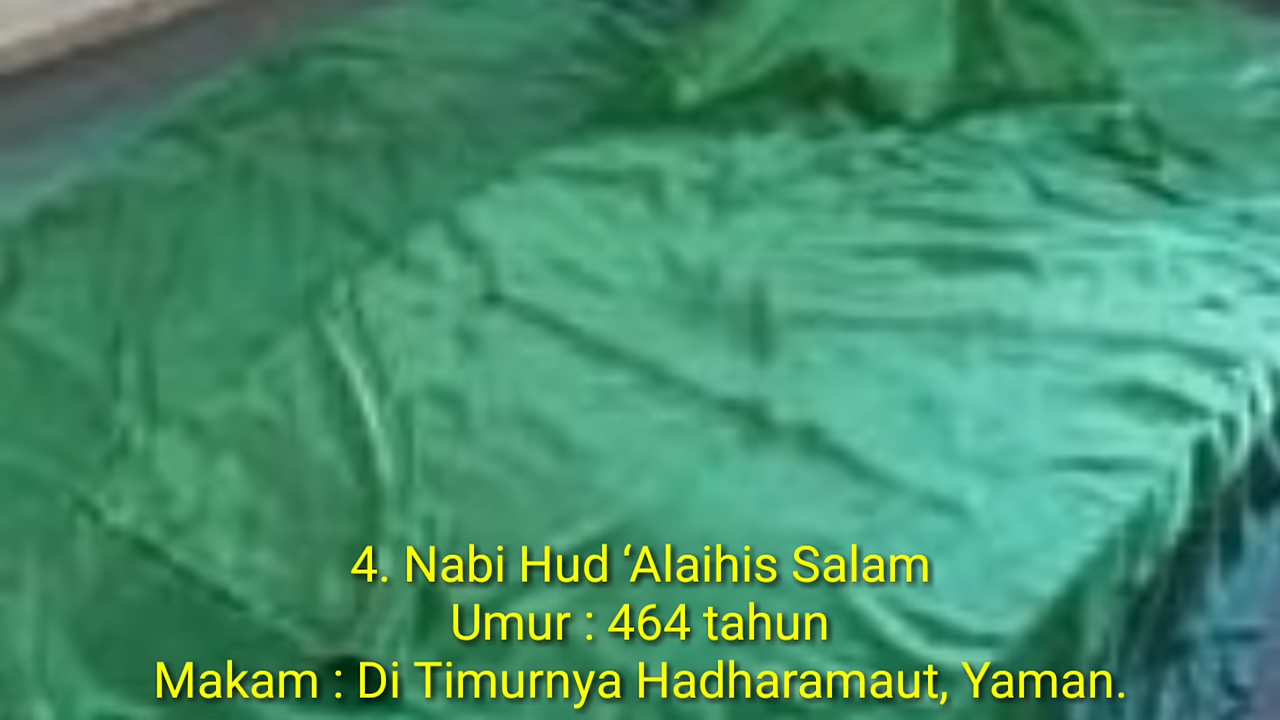 4. Nabi Hud ‘Alaihis Salam
Umur : 464 tahun
Makam : Di Timurnya Hadharamaut, Yaman.